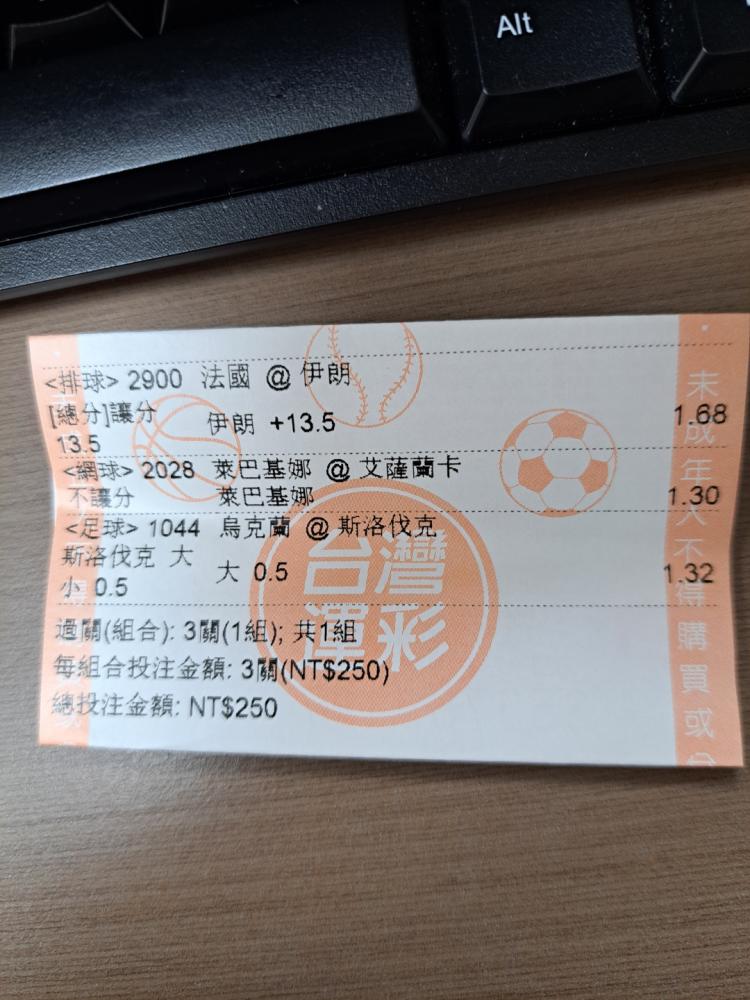 Alt
<排球> 2900 法國 @ 伊朗
[總分]讓分 伊朗 +13.5 1.68
13.5
<網球> 2028 萊巴基娜 @ 艾薩蘭卡
不讓分 萊巴基娜 1.30
<足球> 1044 烏克蘭 @ 斯洛伐克
斯洛伐克 大 大 0.5 1.32
小 0.5
過關(組合): 3關(1組); 共1組
每組合投注金額: 3關(NT$250)
總投注金額: NT$250
台灣
運彩
未成年人不得購買或